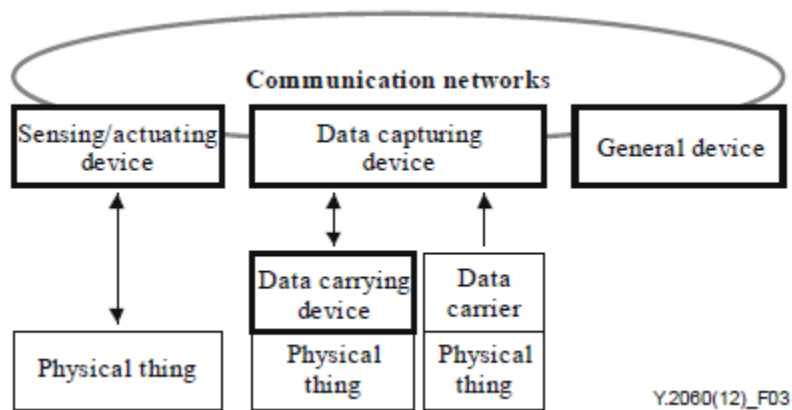 Communication networks
Sensing/actuating
device
Data capturing
device
General device
Data carrying
device
Data
carrier
Physical thing
Physical
thing
Physical
thing
Y.2060(12)_F03